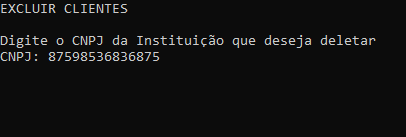 EXCLUIR CLIENTES
Digite o CNPJ da Instituição que deseja deletar
CNPJ: 87598536836875